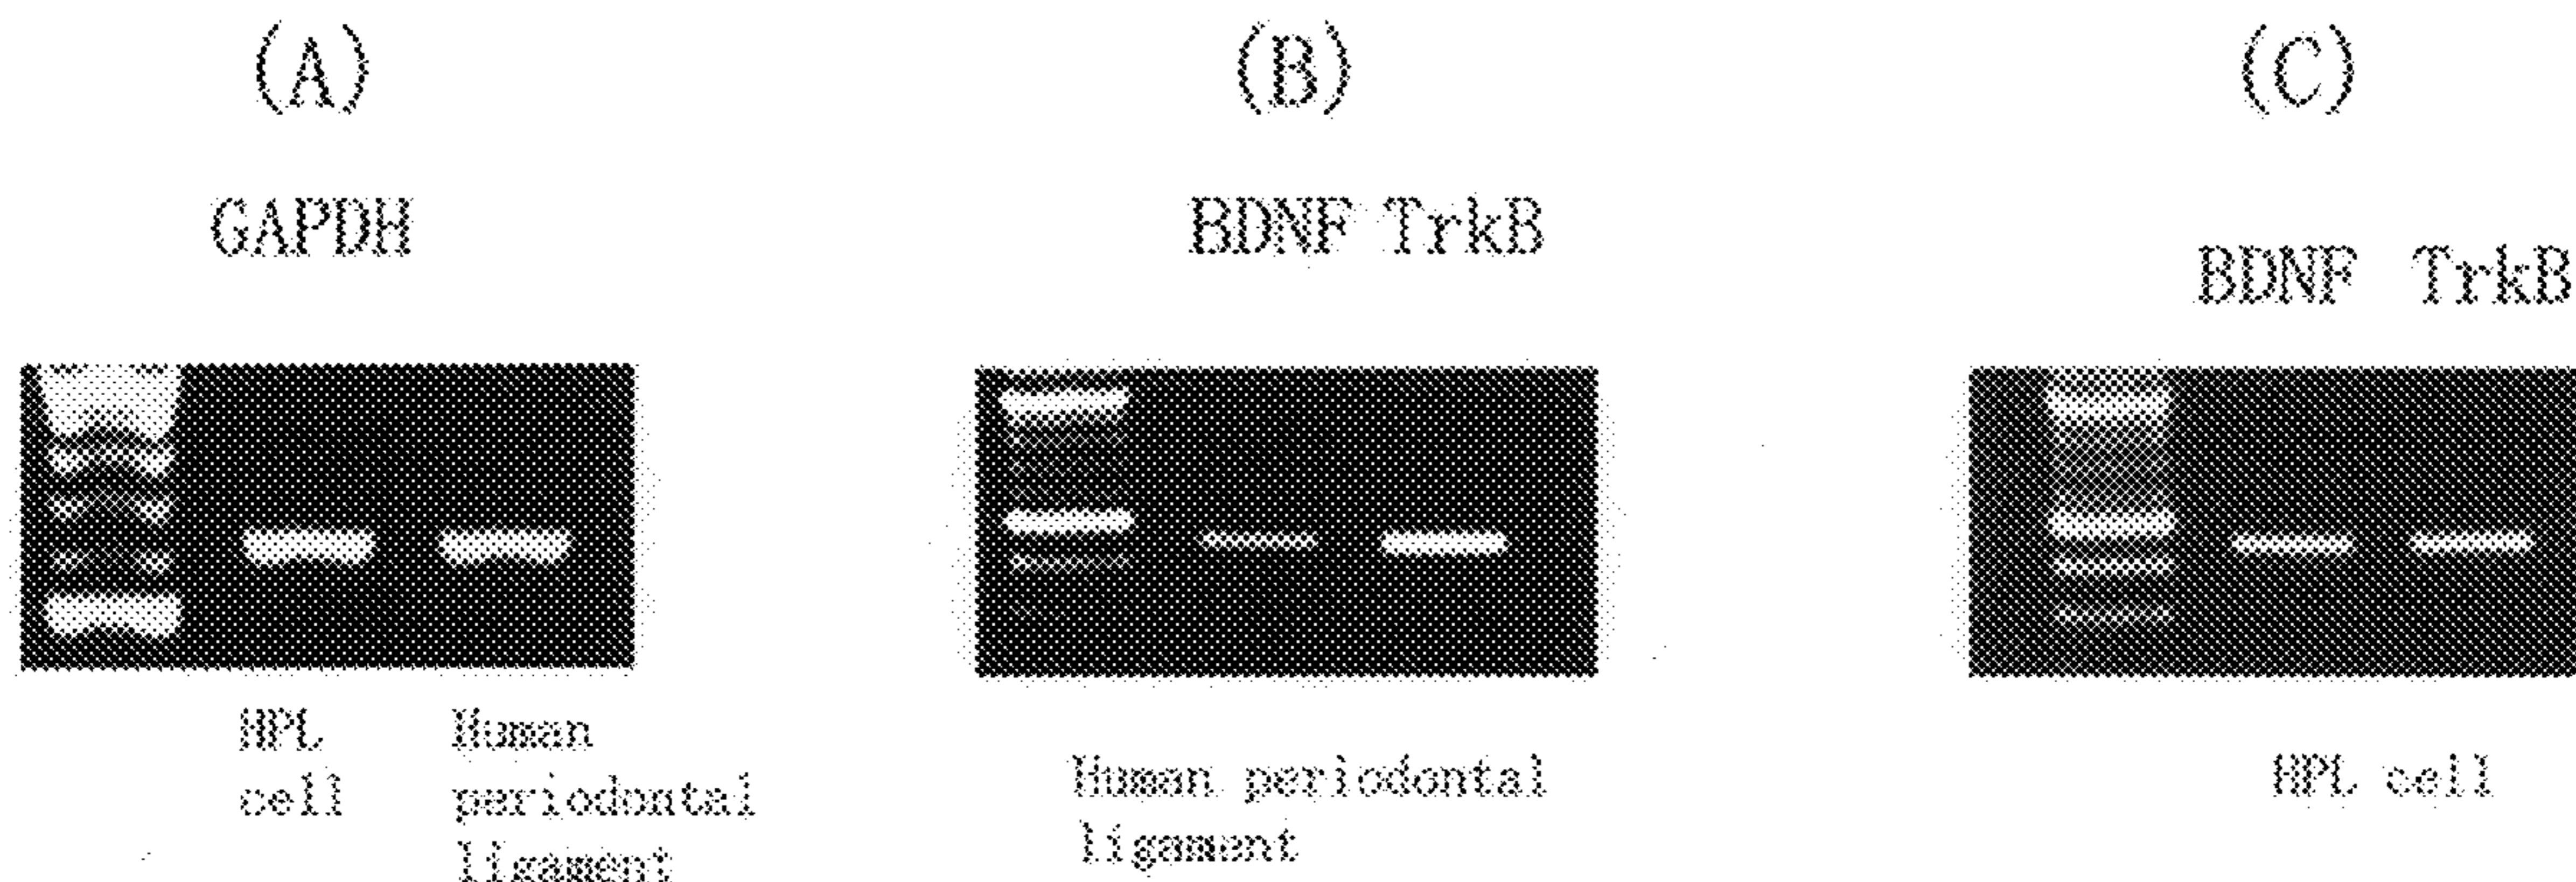 (A)
GAPDH
HPL
cell
Human
periodontal
ligament
(B)
BDNF TrkB
Human periodontal
ligament
(C)
BDNF TrkB
HPL cell